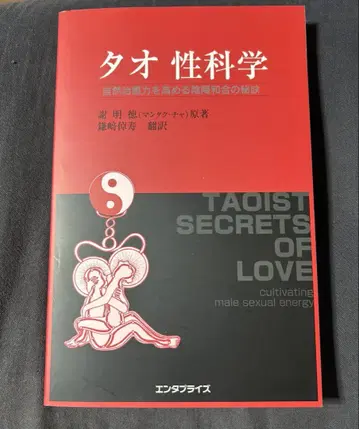 タオ 性科学
自然治癒力を高める陰陽和合の秘訣
謝 明徳(マンタク・チャ)原著
鎌﨑拝寿 翻訳
TAOIST
SECRETS
OF
LOVE
cultivating
male sexual energy
エンタプライズ